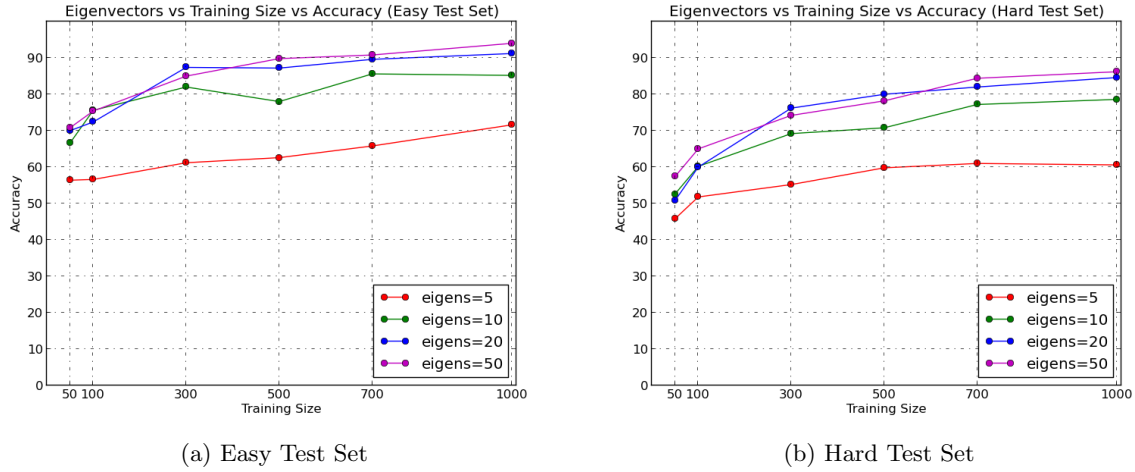 Eigenvectors vs Training Size vs Accuracy (Easy Test Set)
90
80
70
60
50
40
30
20
10
0
Accuracy
50 100 300 500 700 1000
Training Size
eigens=5
eigens=10
eigens=20
eigens=50
(a) Easy Test Set
Eigenvectors vs Training Size vs Accuracy (Hard Test Set)
90
80
70
60
50
40
30
20
10
0
Accuracy
50 100 300 500 700 1000
Training Size
eigens=5
eigens=10
eigens=20
eigens=50
(b) Hard Test Set